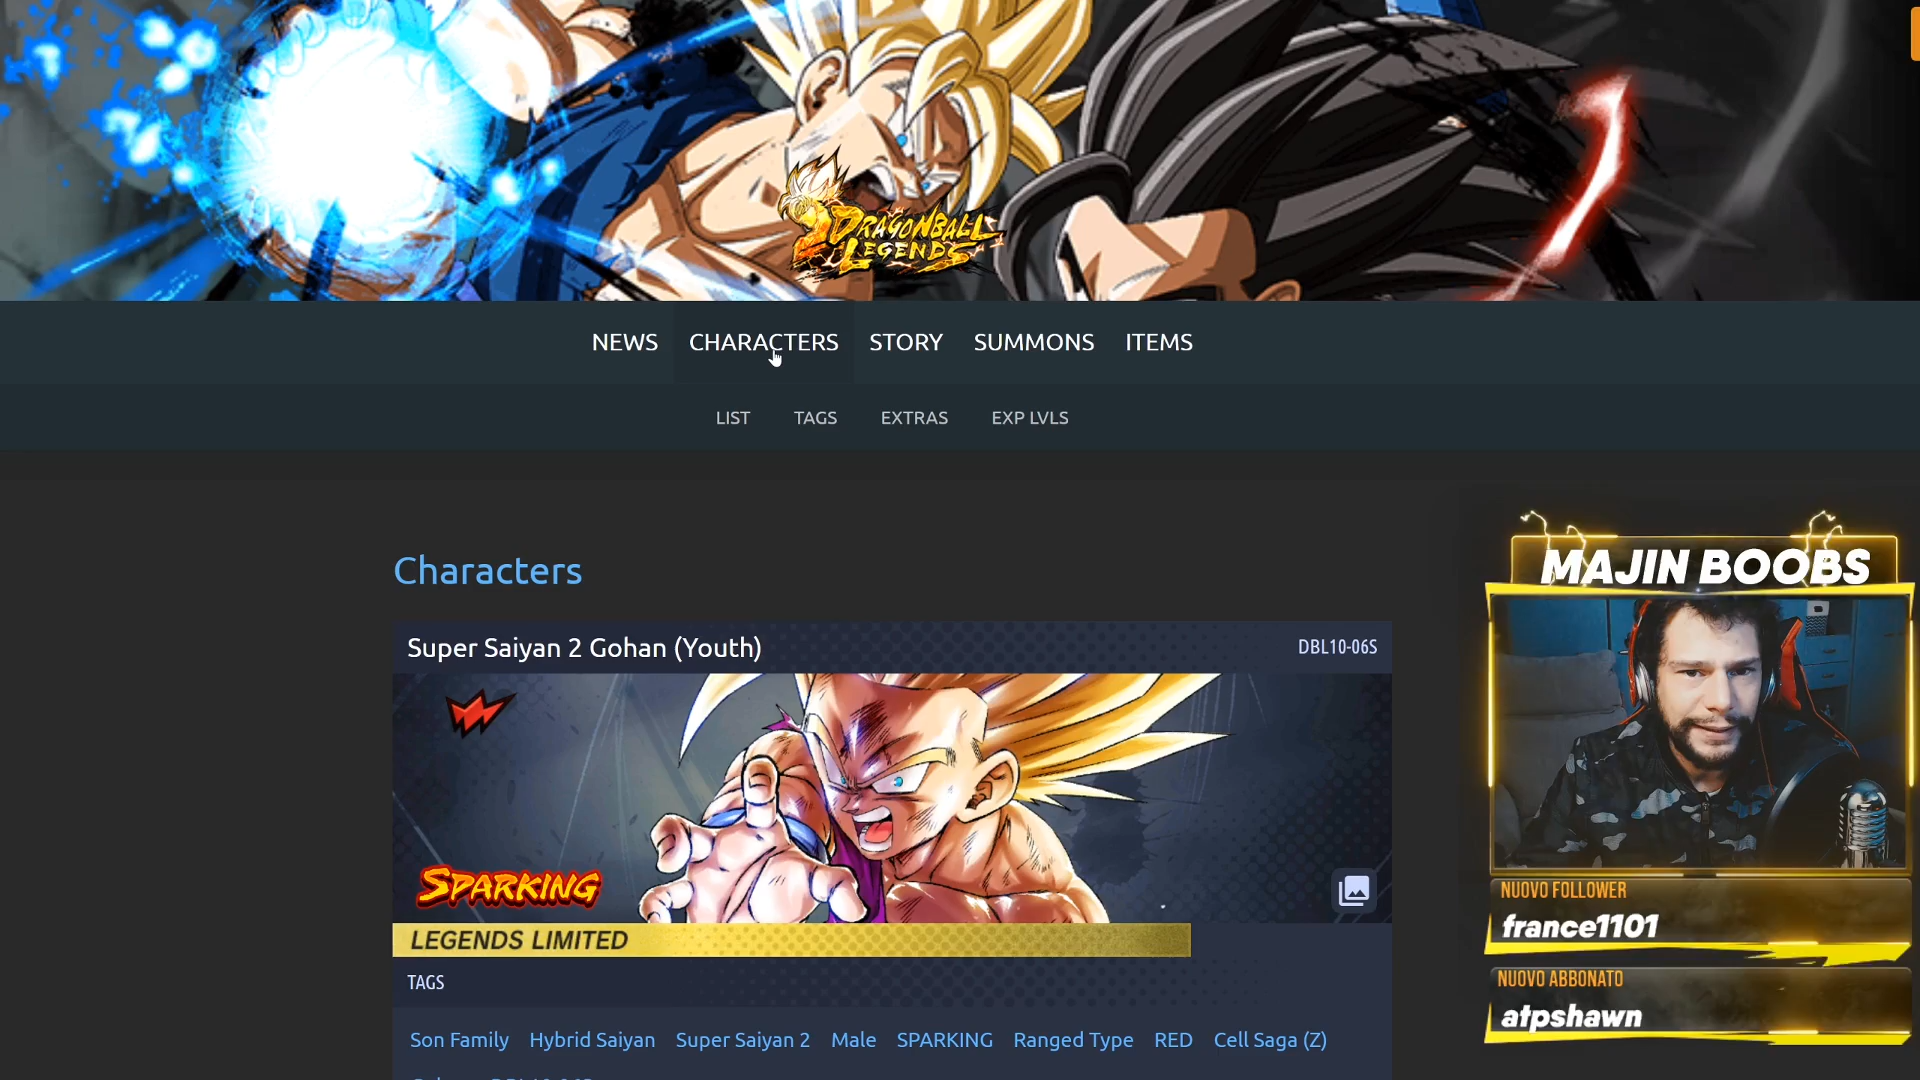 DRAGONBALL
LEGENDS
NEWS CHARACTERS STORY SUMMONS ITEMS
LIST TAGS EXTRAS EXP LVLS
Characters
Super Saiyan 2 Gohan (Youth) DBL10-06S
SPARKING
LEGENDS LIMITED
TAGS
Son Family Hybrid Saiyan Super Saiyan 2 Male SPARKING Ranged Type RED Cell Saga (Z)
MAJIN BOOBS
NUOVO FOLLOWER
france1101
NUOVO ABBONATO
atpshawn